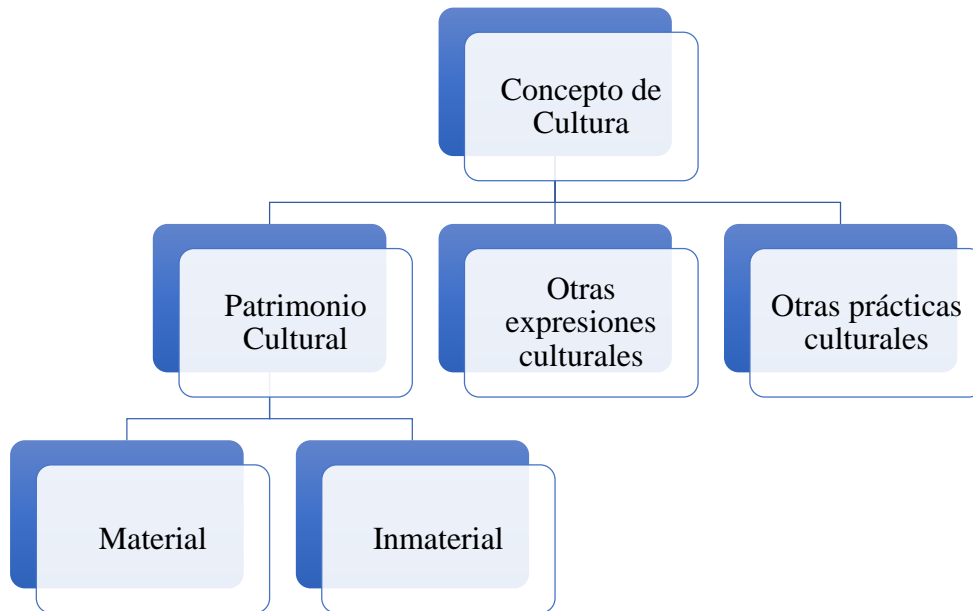 Concepto de
Cultura
Patrimonio
Cultural
Otras
expresiones
culturales
Otras prácticas
culturales
Material
Inmaterial